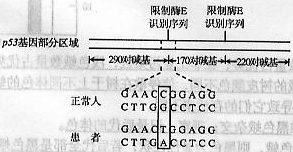 限制酶E 限制酶E
识别序列 识别序列
p53基因部分区域
290对碱基 170对碱基 220对碱基
正常人 GAACCGGAGG
CTTGGCCTCC
患者 GAACTGGAGG
CTTGACCTCC